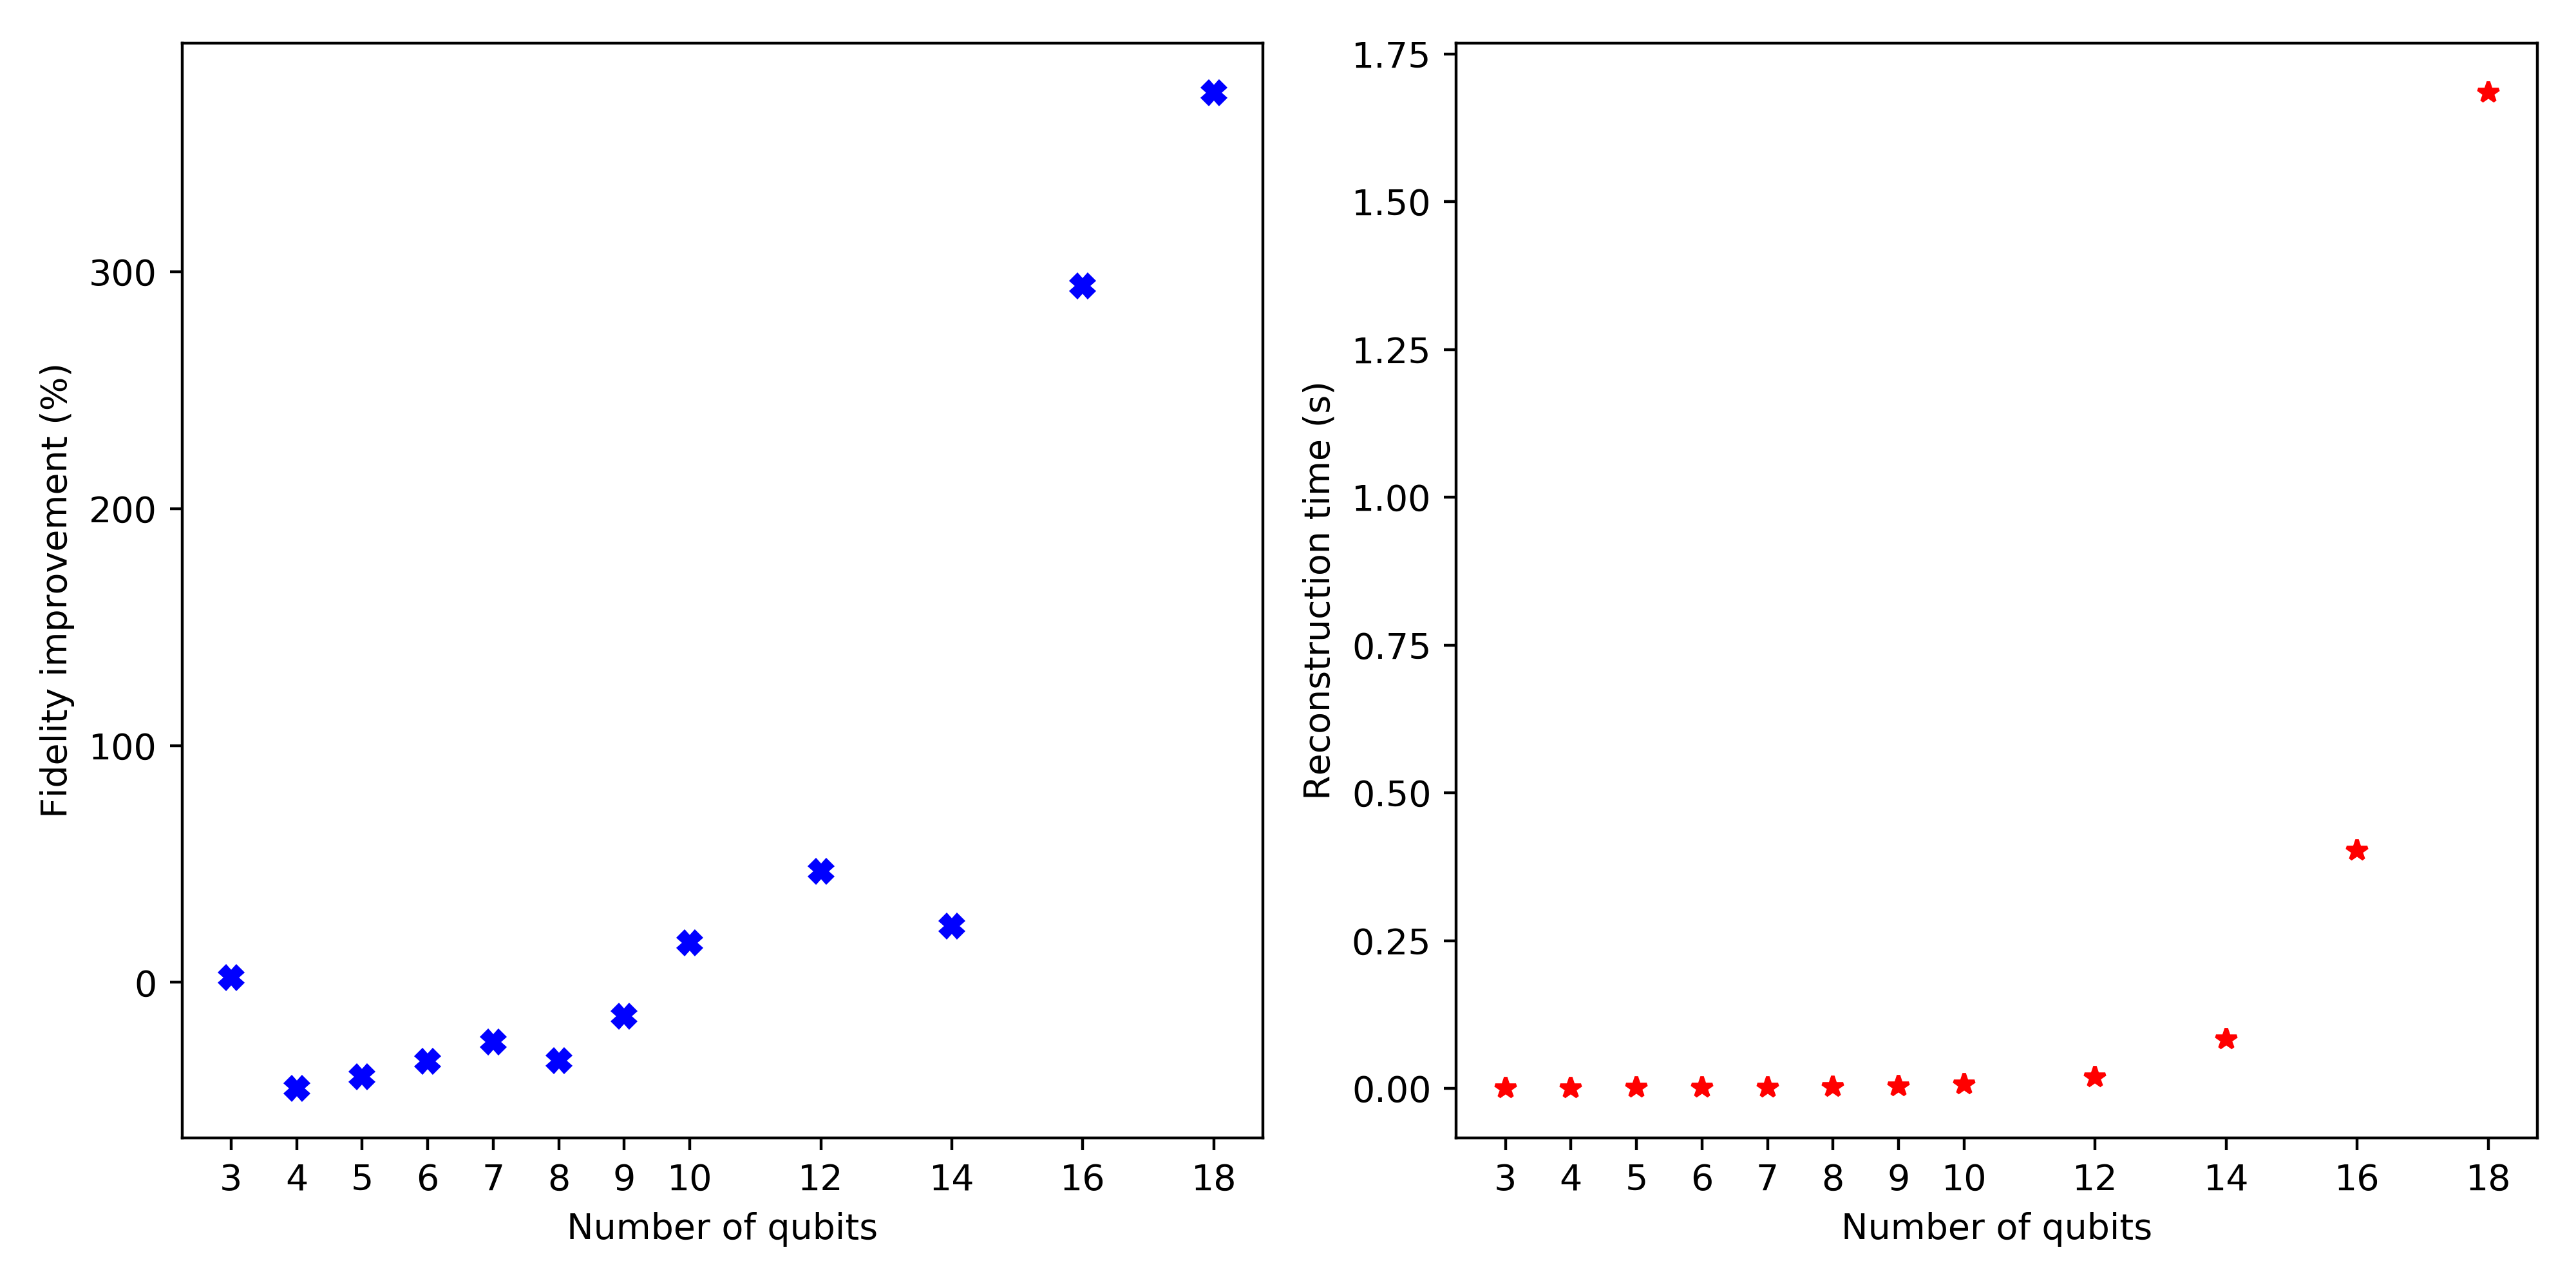 Fidelity improvement (%)
300
200
100
0
3 4 5 6 7 8 9 10 12 14 16 18
Number of qubits
Reconstruction time (s)
1.75
1.50
1.25
1.00
0.75
0.50
0.25
0.00
3 4 5 6 7 8 9 10 12 14 16 18
Number of qubits